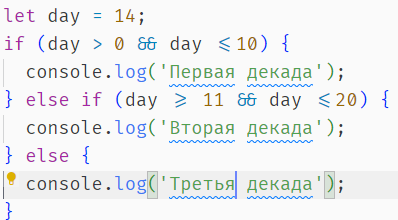 let day = 14;
if (day > 0 && day <=10) {
console.log('Первая декада');
} else if (day >= 11 && day <=20) {
console.log('Вторая декада');
} else {
console.log('Третья декада');
}